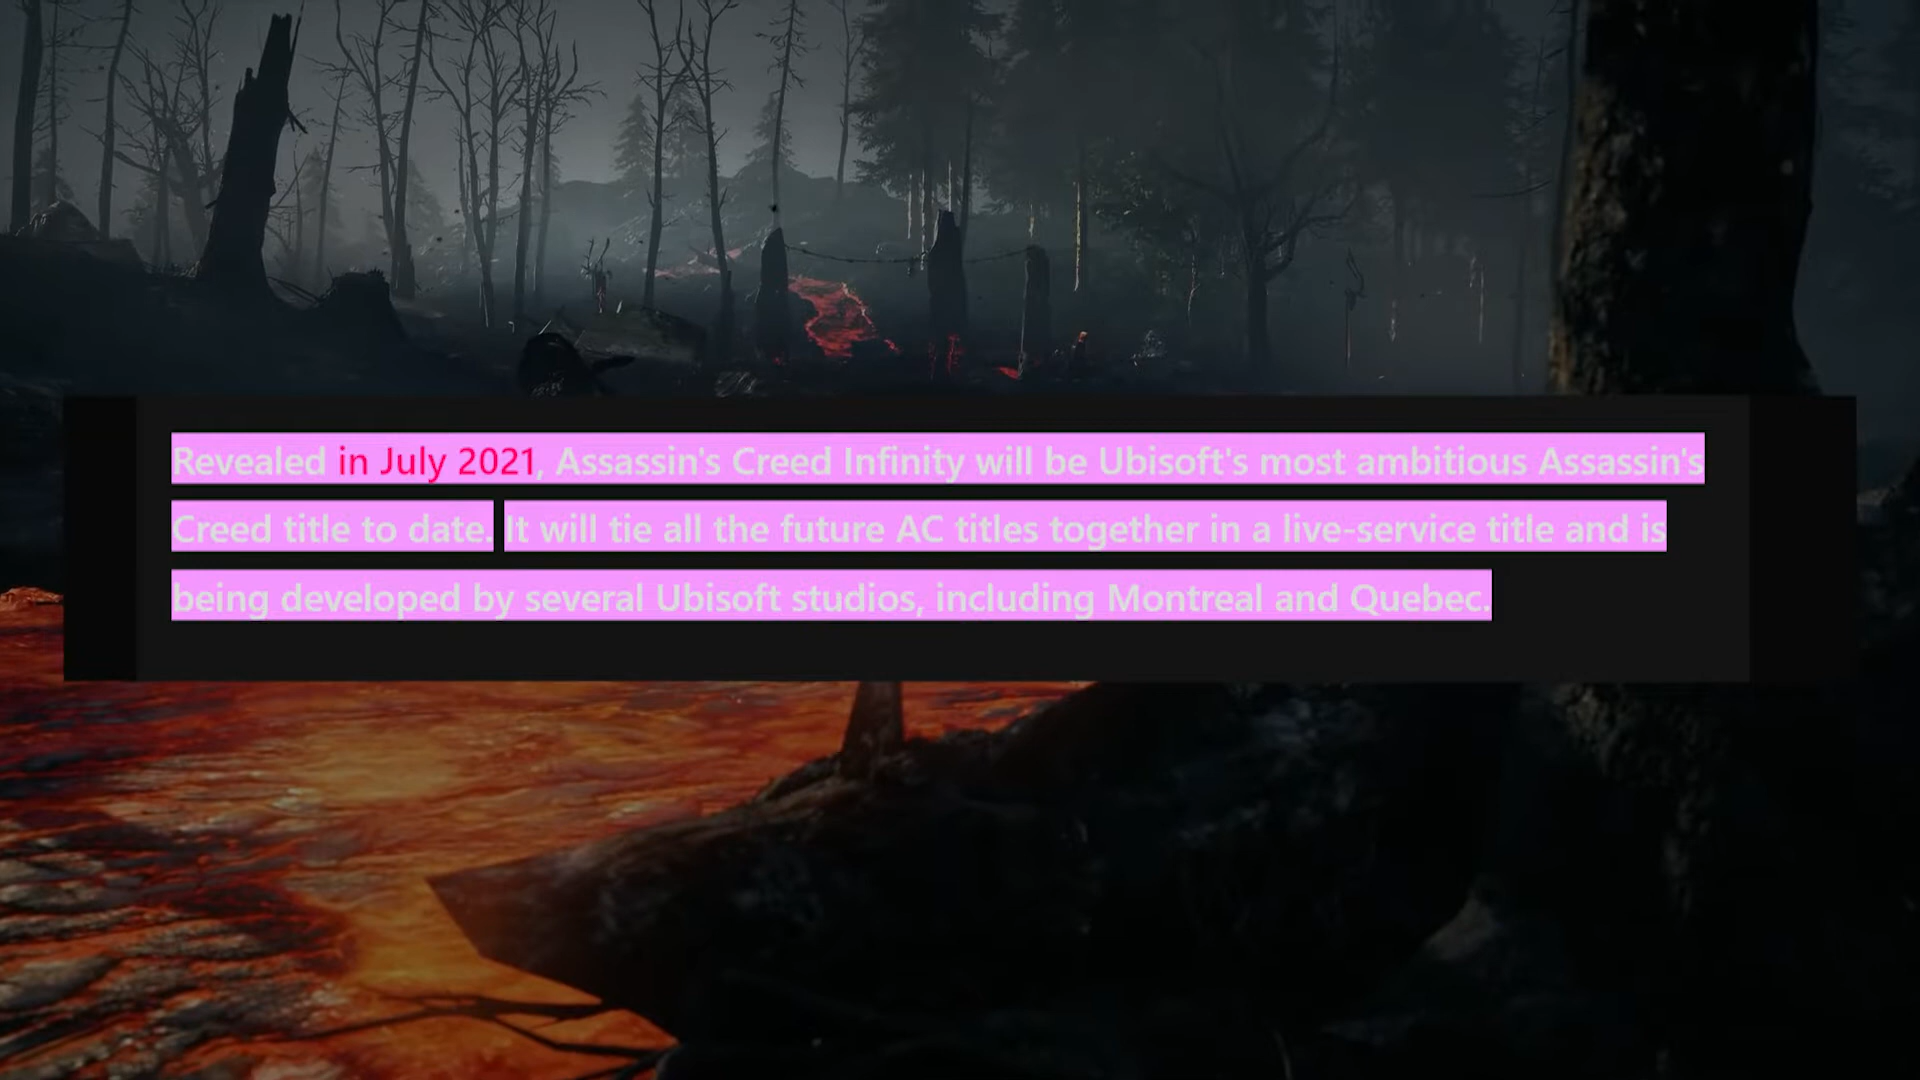 Revealed in July 2021, Assassin's Creed Infinity will be Ubisoft's most ambitious Assassin's
Creed title to date. It will tie all the future AC titles together in a live-service title and is
being developed by several Ubisoft studios, including Montreal and Quebec.